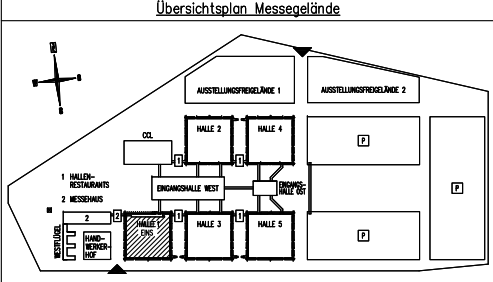 Übersichtsplan Messegelände
N
W
O
S
AUSSTELLUNGSFREIGELÄNDE 1
AUSSTELLUNGSFREIGELÄNDE 2
CCL
HALLE 2
HALLE 4
P
1
1
1 HALLEN-
RESTAURANTS
2 MESSEHAUS
EINGANGSHALLE WEST
EINGANGS-
HALLE OST
P
2
2
HALLE
EINS
1
HALLE 3
1
HALLE 5
P
WESTFLÜGEL
HAND-
WERKER-
HOF